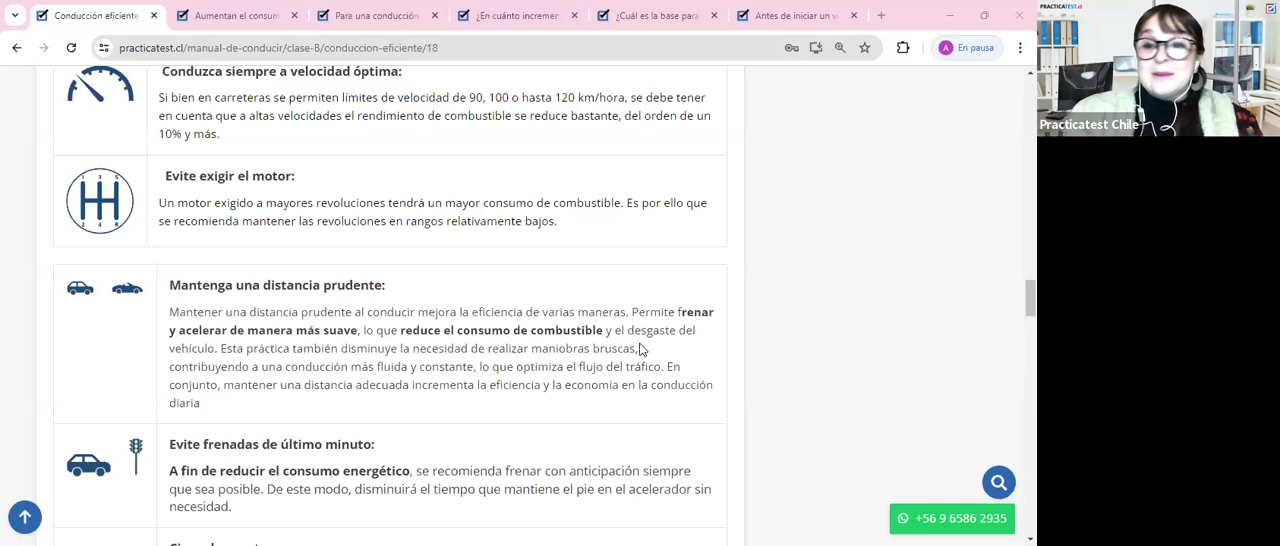 Conducción eficiente
Aumentan el consum
Para una conducción
¿En cuánto incremen
¿Cuál es la base para
Antes de iniciar un vi
practicatest.cl/manual-de-conducir/clase-B/conduccion-eficiente/18
A En pausa
PRACTICATEST.cl
Practicatest Chile
Conduzca siempre a velocidad óptima:
Si bien en carreteras se permiten límites de velocidad de 90, 100 o hasta 120 km/hora, se debe tener
en cuenta que a altas velocidades el rendimiento de combustible se reduce bastante, del orden de un
10% y más.
1 3 5
2 4 R
Evite exigir el motor:
Un motor exigido a mayores revoluciones tendrá un mayor consumo de combustible. Es por ello que
se recomienda mantener las revoluciones en rangos relativamente bajos.
Mantenga una distancia prudente:
Mantener una distancia prudente al conducir mejora la eficiencia de varias maneras. Permite frenar
y acelerar de manera más suave, lo que reduce el consumo de combustible y el desgaste del
vehículo. Esta práctica también disminuye la necesidad de realizar maniobras bruscas,
contribuyendo a una conducción más fluida y constante, lo que optimiza el flujo del tráfico. En
conjunto, mantener una distancia adecuada incrementa la eficiencia y la economía en la conducción
diaria
Evite frenadas de último minuto:
A fin de reducir el consumo energético, se recomienda frenar con anticipación siempre
que sea posible. De este modo, disminuirá el tiempo que mantiene el pie en el acelerador sin
necesidad.
+56 9 6586 2935